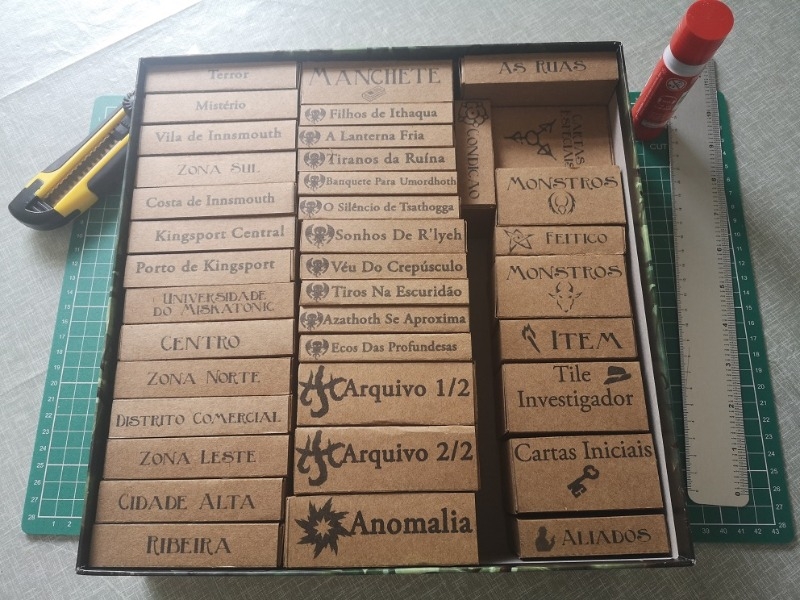 Terror
Mistério
Vila de Innsmouth
Zona Sul
Costa de Innsmouth
Kingsport Central
Porto de Kingsport
Universidade
do Miskatonic
Centro
Zona Norte
Distrito Comercial
Zona Leste
Cidade Alta
Ribeira
Manchete
Filhos de Ithaqua
A Lanterna Fria
Tiranos da Ruína
Banquete Para Umordhoth
O Silêncio de Tsathogga
Sonhos De R'lyeh
Véu Do Crepúsculo
Tiros Na Escuridão
Azathoth Se Aproxima
Ecos Das Profundesas
Arquivo 1/2
Arquivo 2/2
Anomalia
As Ruas
Condição
Cartas
Especiais
Monstros
Feitico
Monstros
Item
Tile
Investigador
Cartas Iniciais
Aliados
CUT